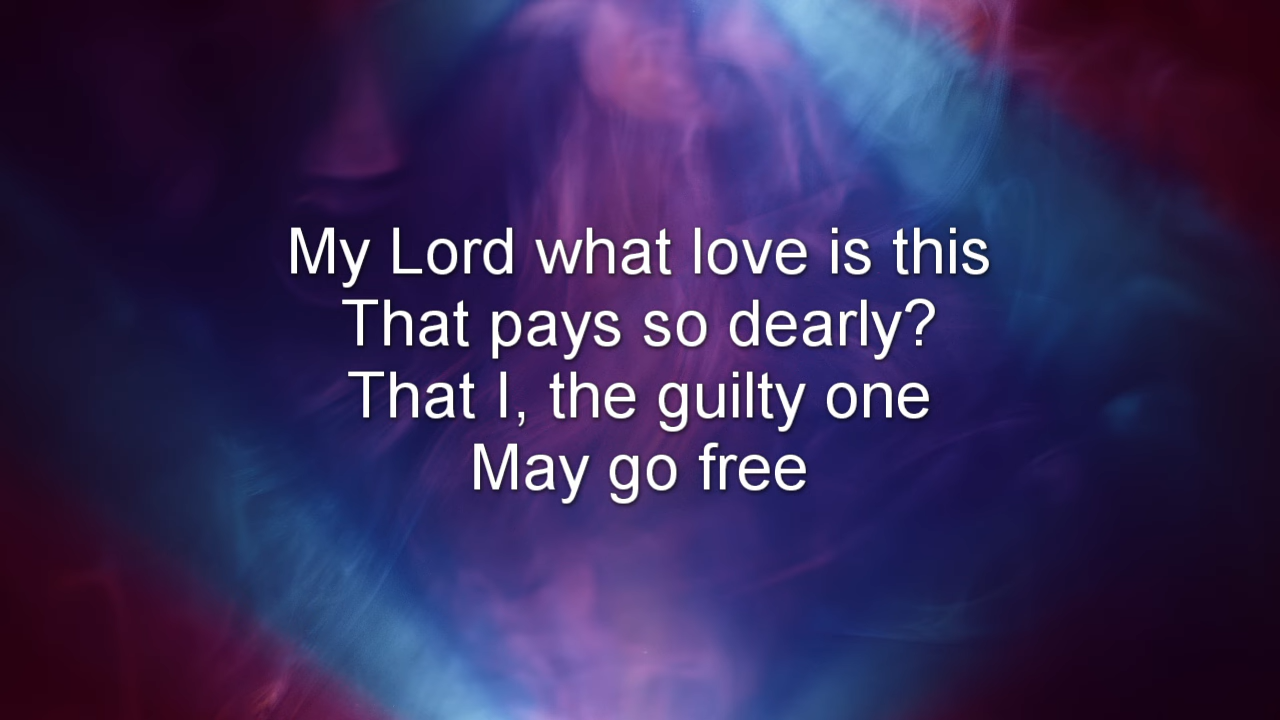 My Lord what love is this
That pays so dearly?
That I, the guilty one
May go free